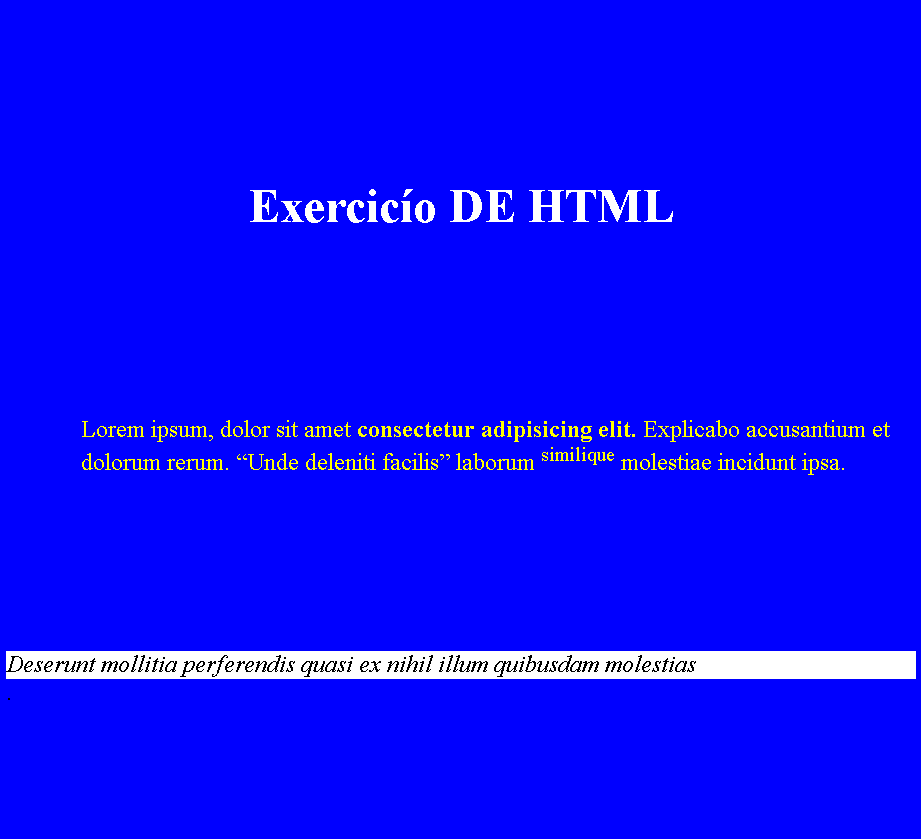 Exercicío DE HTML
Lorem ipsum, dolor sit amet consectetur adipisicing elit. Explicabo accusantium et
dolorum rerum. “Unde deleniti facilis” laborum similique molestiae incidunt ipsa.
Deserunt mollitia perferendis quasi ex nihil illum quibusdam molestias
.